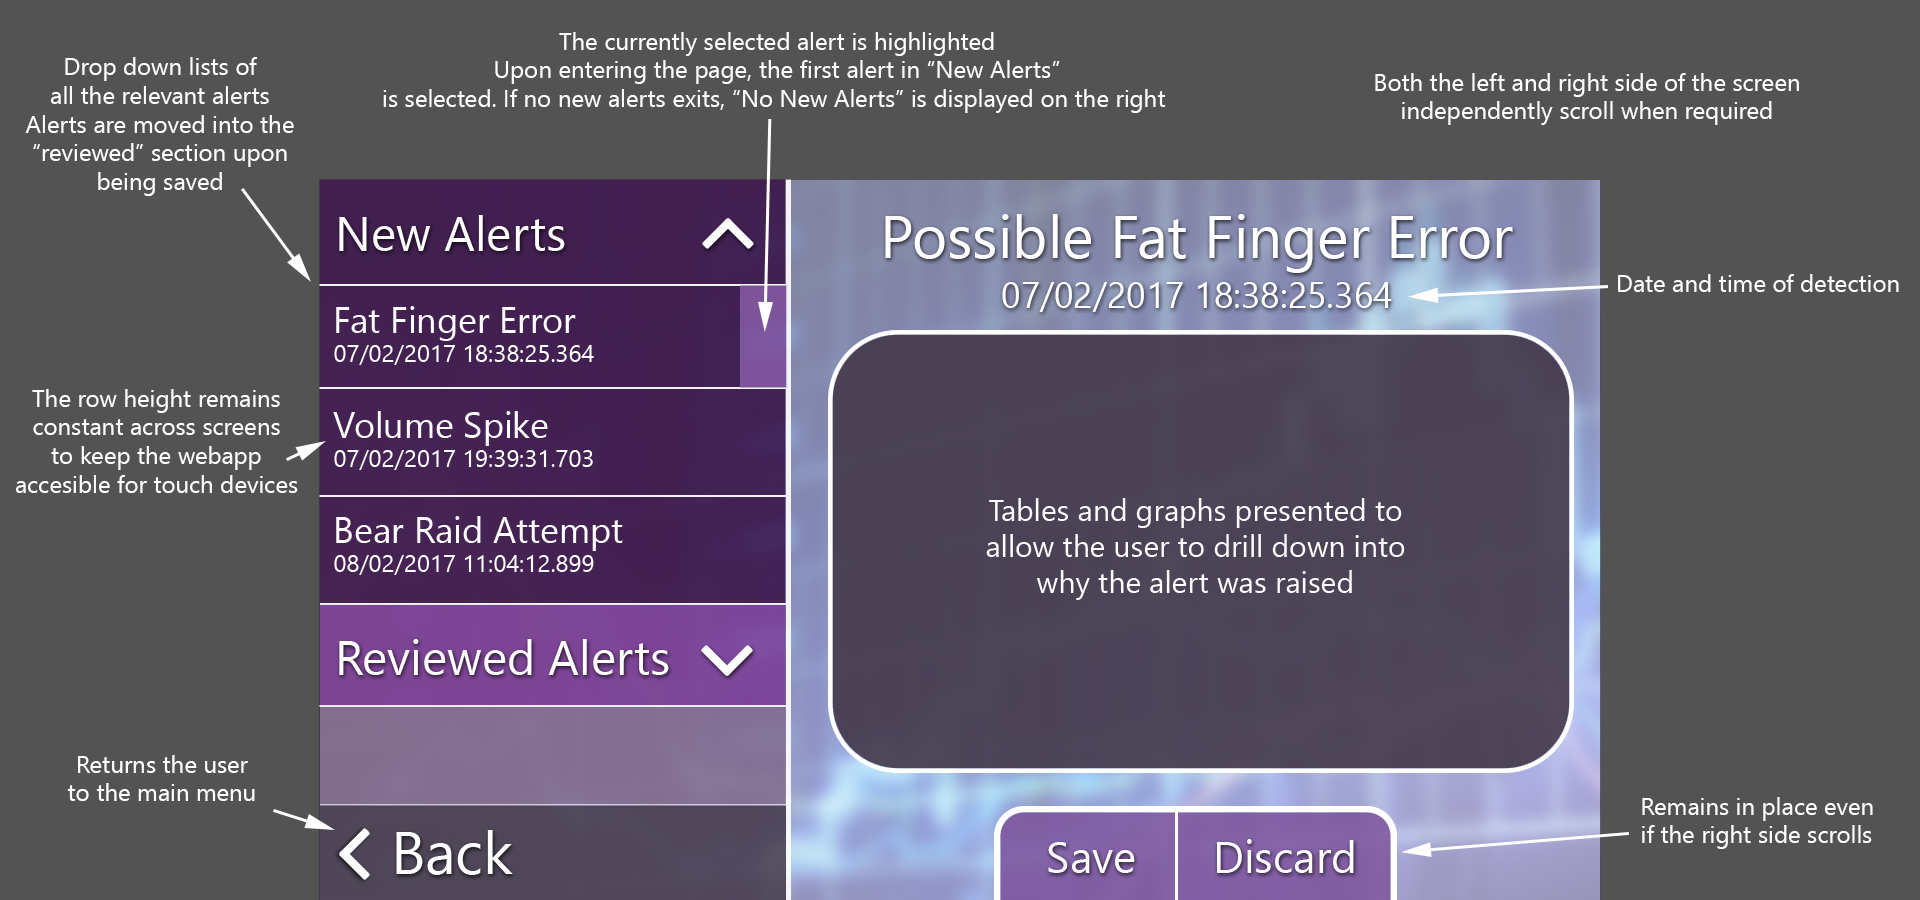 The currently selected alert is highlighted
Upon entering the page, the first alert in “New Alerts”
is selected. If no new alerts exits, “No New Alerts” is displayed on the right
Drop down lists of
all the relevant alerts
Alerts are moved into the
“reviewed” section upon
being saved
Both the left and right side of the screen
independently scroll when required
New Alerts
Fat Finger Error
07/02/2017 18:38:25.364
Volume Spike
07/02/2017 19:39:31.703
Bear Raid Attempt
08/02/2017 11:04:12.899
Reviewed Alerts
Back
The row height remains
constant across screens
to keep the webapp
accesible for touch devices
Returns the user
to the main menu
Possible Fat Finger Error
07/02/2017 18:38:25.364
Date and time of detection
Tables and graphs presented to
allow the user to drill down into
why the alert was raised
Save
Discard
Remains in place even
if the right side scrolls